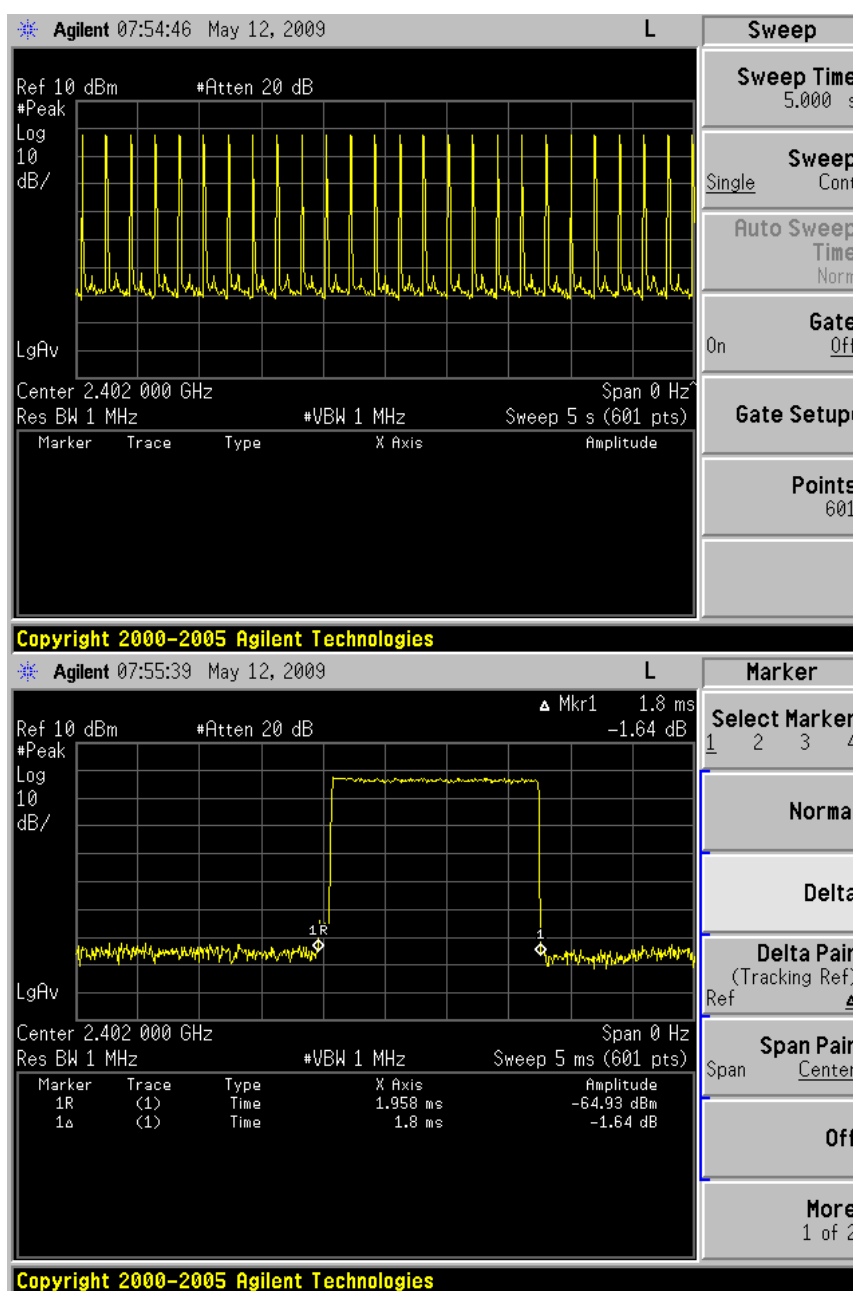 Agilent 07:54:46 May 12, 2009 L Sweep
Ref 10 dBm #Atten 20 dB
#Peak
Log
10
dB/
LgAv
Center 2.402 000 GHz Span 0 Hz^
Res BW 1 MHz #VBW 1 MHz Sweep 5 s (601 pts)
Marker Trace Type X Axis Amplitude
Sweep Time
5.000 s
Sweep
Single Cont
Auto Sweep
Time
Norm
Gate
On Off
Gate Setup
Points
601
Copyright 2000-2005 Agilent Technologies
Agilent 07:55:39 May 12, 2009 L Marker
Δ Mkr1 1.8 ms
Ref 10 dBm #Atten 20 dB -1.64 dB
#Peak
Log
10
dB/
1R 1
LgAv
Center 2.402 000 GHz Span 0 Hz
Res BW 1 MHz #VBW 1 MHz Sweep 5 ms (601 pts)
Marker Trace Type X Axis Amplitude
1R (1) Time 1.958 ms -64.93 dBm
1Δ (1) Time 1.8 ms -1.64 dB
Select Marker
1 2 3 4
Norma
Delta
Delta Pair
(Tracking Ref)
Ref Δ
Span Pair
Span Center
Off
More
1 of 2
Copyright 2000-2005 Agilent Technologies